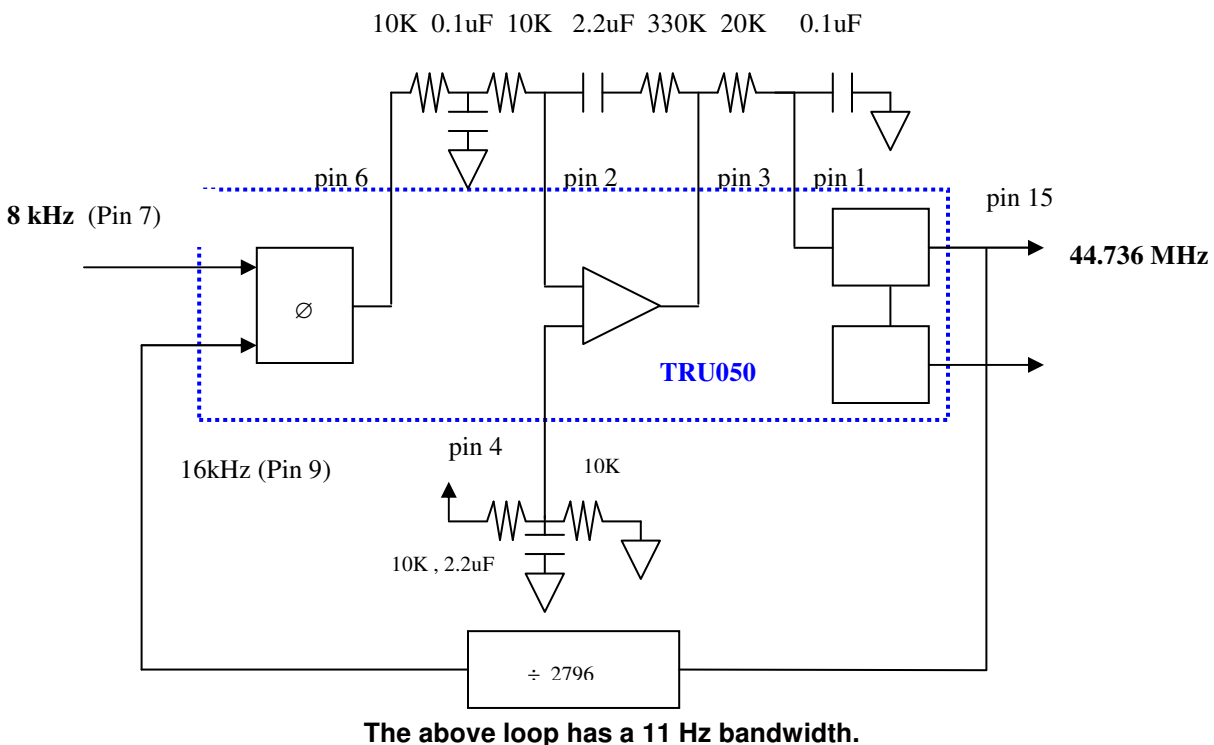 10K 0.1uF 10K 2.2uF 330K 20K 0.1uF
pin 6 pin 2 pin 3 pin 1
pin 15
8 kHz (Pin 7)
44.736 MHz
∅
TRU050
pin 4
16kHz (Pin 9)
10K
10K , 2.2uF
÷ 2796
The above loop has a 11 Hz bandwidth.